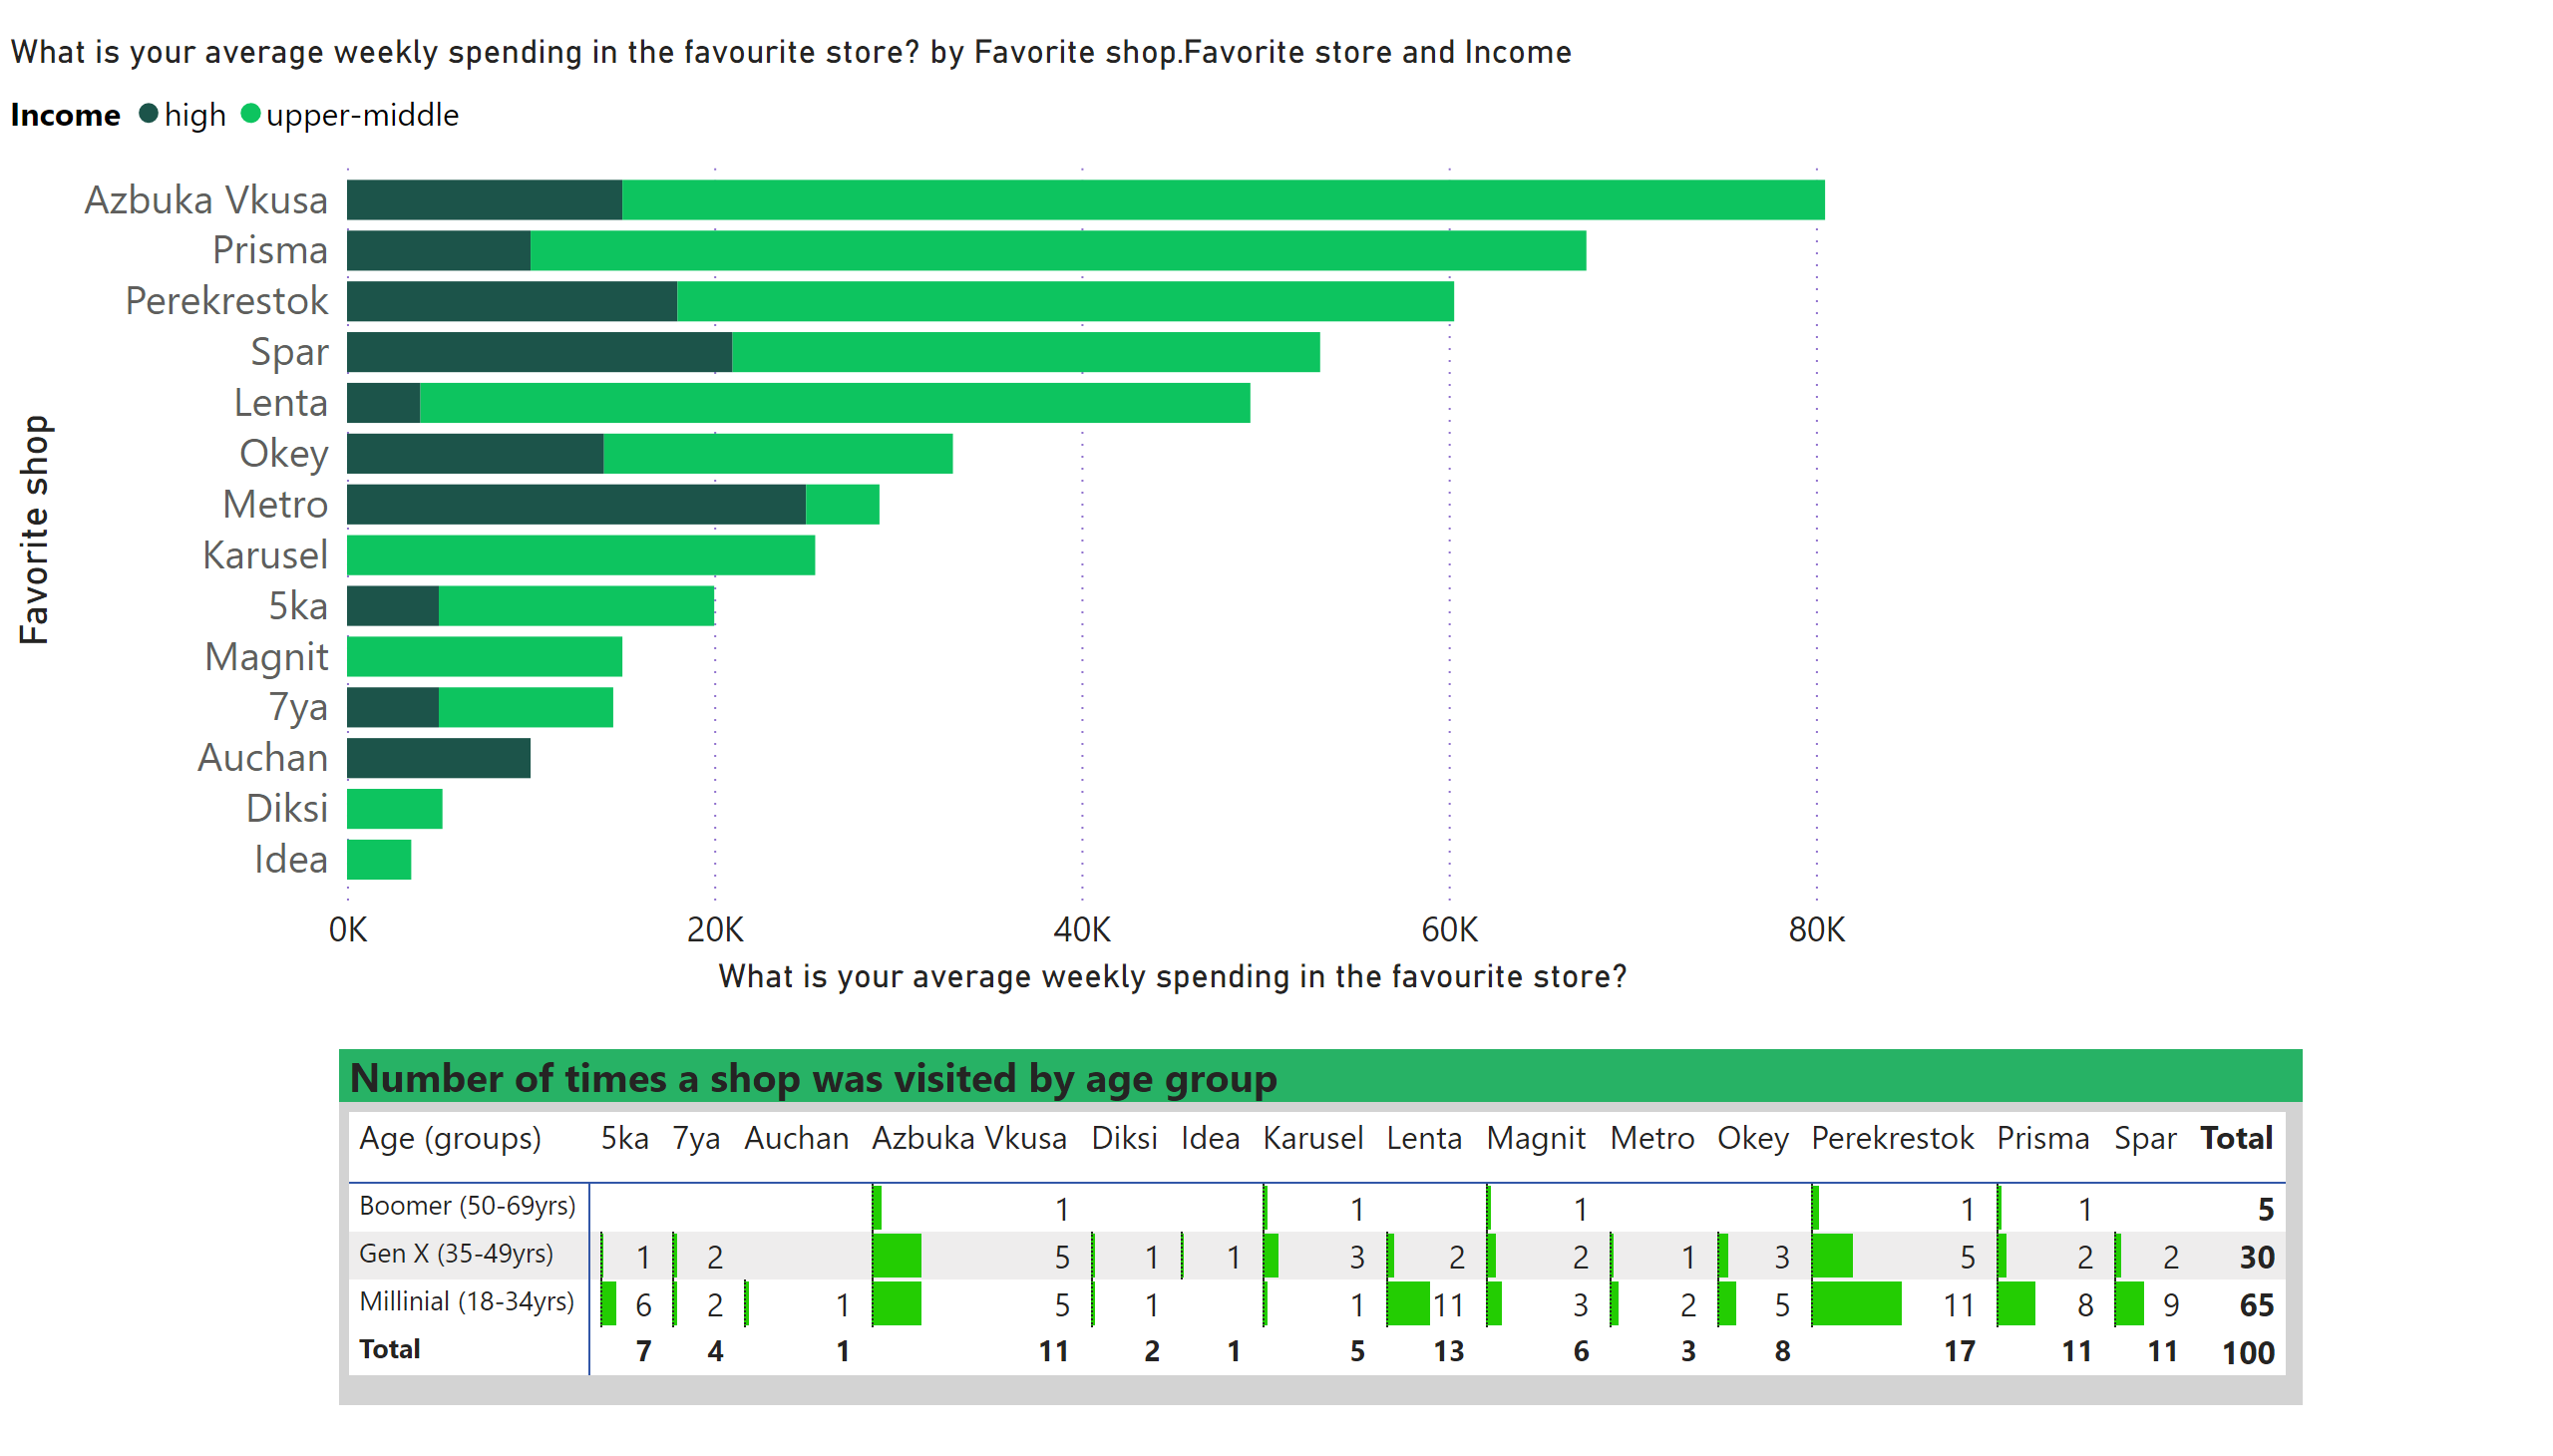 What is your average weekly spending in the favourite store? by Favorite shop.Favorite store and Income
Income high upper-middle
Favorite shop
Azbuka Vkusa
Prisma
Perekrestok
Spar
Lenta
Okey
Metro
Karusel
5ka
Magnit
7ya
Auchan
Diksi
Idea
0K 20K 40K 60K 80K
What is your average weekly spending in the favourite store?
Number of times a shop was visited by age group
Age (groups) 5ka 7ya Auchan Azbuka Vkusa Diksi Idea Karusel Lenta Magnit Metro Okey Perekrestok Prisma Spar Total
Boomer (50-69yrs) 1 1 1 1 1 5
Gen X (35-49yrs) 1 2 5 1 1 3 2 2 1 3 5 2 2 30
Millinial (18-34yrs) 6 2 1 5 1 1 11 3 2 5 11 8 9 65
Total 7 4 1 11 2 1 5 13 6 3 8 17 11 11 100